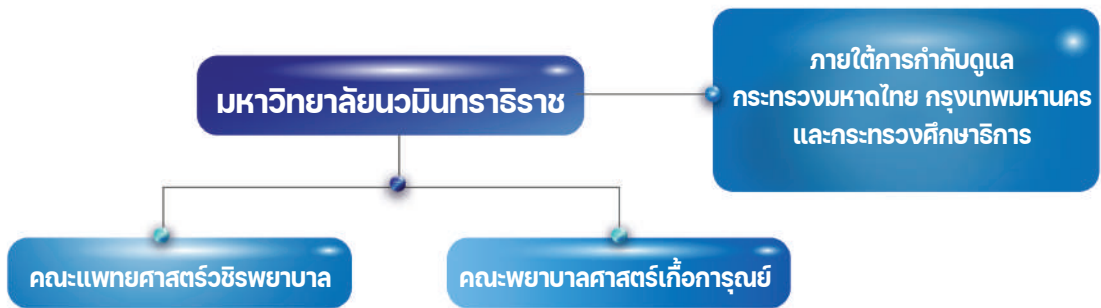 มหาวิทยาลัยนวมินทราธิราช
ภายใต้การกำกับดูแล
กระทรวงมหาดไทย กรุงเทพมหานคร
และกระทรวงศึกษาธิการ
คณะแพทยศาสตร์วชิรพยาบาล
คณะพยาบาลศาสตร์เกื้อการุณย์